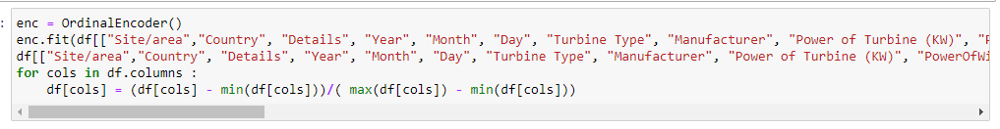 enc = OrdinalEncoder()
enc.fit(df[["Site/area","Country", "Details", "Year", "Month", "Day", "Turbine Type", "Manufacturer", "Power of Turbine (KW)",
df[["Site/area","Country", "Details", "Year", "Month", "Day", "Turbine Type", "Manufacturer", "Power of Turbine (KW)", "PowerOfWi
for cols in df.columns :
    df[cols] = (df[cols] - min(df[cols]))/( max(df[cols]) - min(df[cols]))